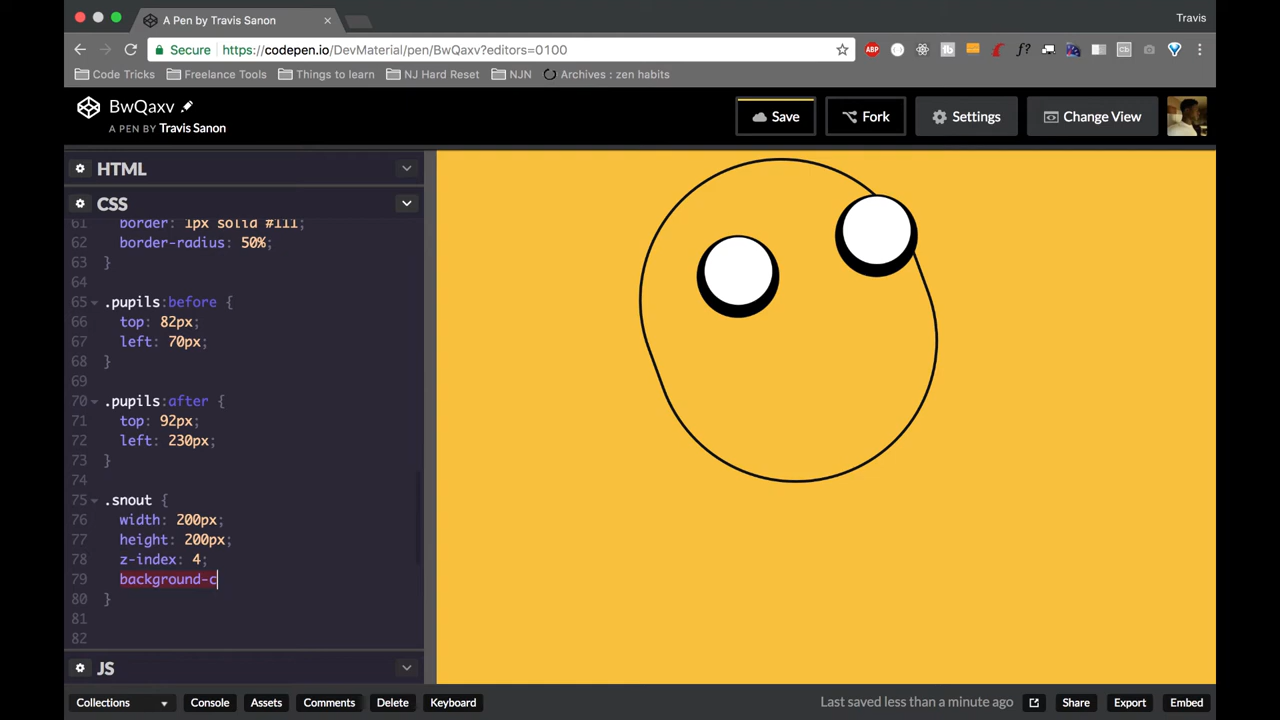 A Pen by Travis Sanon
Travis
Secure https://codepen.io/DevMaterial/pen/BwQaxv?editors=0100
ABP
f?
Code Tricks Freelance Tools Things to learn NJ Hard Reset NJN Archives : zen habits
BwQaxv
A PEN BY Travis Sanon
Save Fork Settings Change View
HTML
CSS
61 border: 1px solid #111;
62 border-radius: 50%;
63 }
64
65 .pupils:before {
66 top: 82px;
67 left: 70px;
68 }
69
70 .pupils:after {
71 top: 92px;
72 left: 230px;
73 }
74
75 .snout {
76 width: 200px;
77 height: 200px;
78 z-index: 4;
79 background-c
80 }
81
82
JS
Collections Console Assets Comments Delete Keyboard Last saved less than a minute ago Share Export Embed